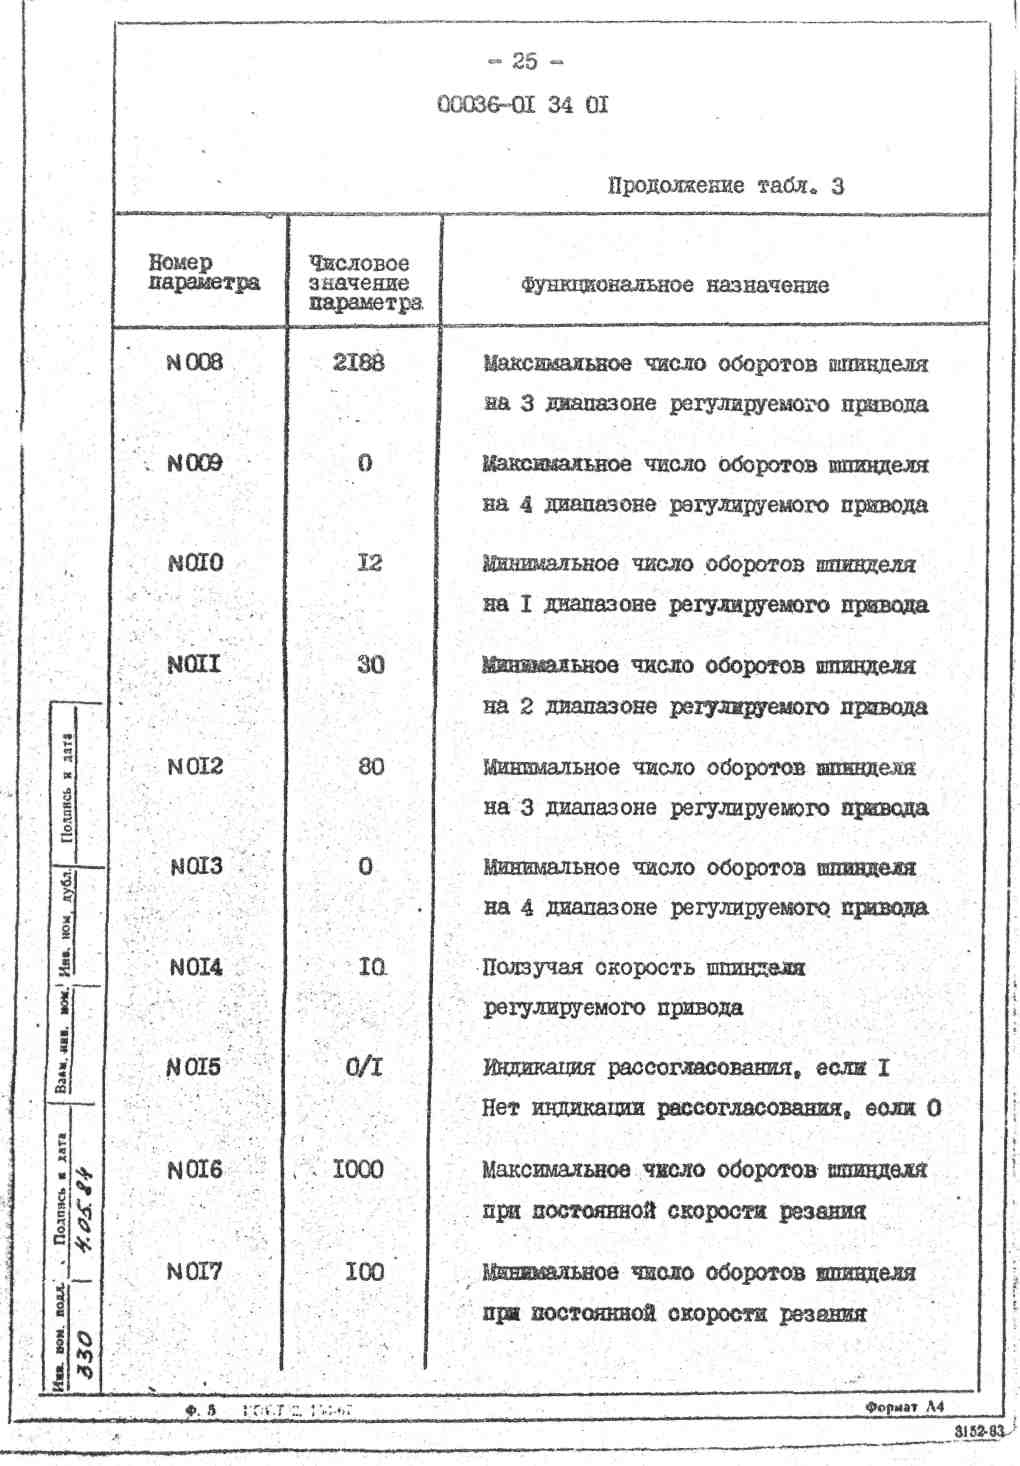 - 25 -
00036-0I 34 0I
Продолжение табл. 3
Номер
параметра
Числовое
значение
параметра
Функциональное назначение
N008 2I88 Максимальное число оборотов шпинделя
на 3 диапазоне регулируемого привода
N009 0 Максимальное число оборотов шпинделя
на 4 диапазоне регулируемого привода
N0I0 I2 Минимальное число оборотов шпинделя
на I диапазоне регулируемого привода
N0II 30 Минимальное число оборотов шпинделя
на 2 диапазоне регулируемого привода
N0I2 80 Минимальное число оборотов шпинделя
на 3 диапазоне регулируемого привода
N0I3 0 Минимальное число оборотов шпинделя
на 4 диапазоне регулируемого привода
N0I4 I0 Ползучая скорость шпинделя
регулируемого привода
N0I5 0/I Индикация рассогласования, если I
Нет индикации рассогласования, если 0
N0I6 I000 Максимальное число оборотов шпинделя
при постоянной скорости резания
N0I7 I00 Минимальное число оборотов шпинделя
при постоянной скорости резания
Подпись и дата
Инв. ном. дубл.
Взам. инв. ном.
Подпись и дата
4.05.84
Инв. ном. подл.
330
Ф. 5
Формат А4
3152-83